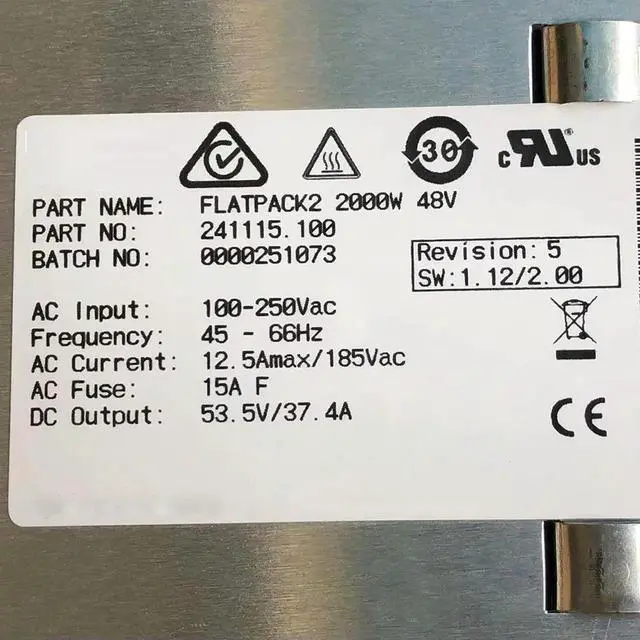 30
c RU ® US
PART NAME: FLATPACK2 2000W 48V
PART NO: 241115.100
BATCH NO: 0000251073
Revision: 5
SW:1.12/2.00
AC Input: 100-250Vac
Frequency: 45 - 66Hz
AC Current: 12.5Amax/185Vac
AC Fuse: 15A F
DC Output: 53.5V/37.4A
CE